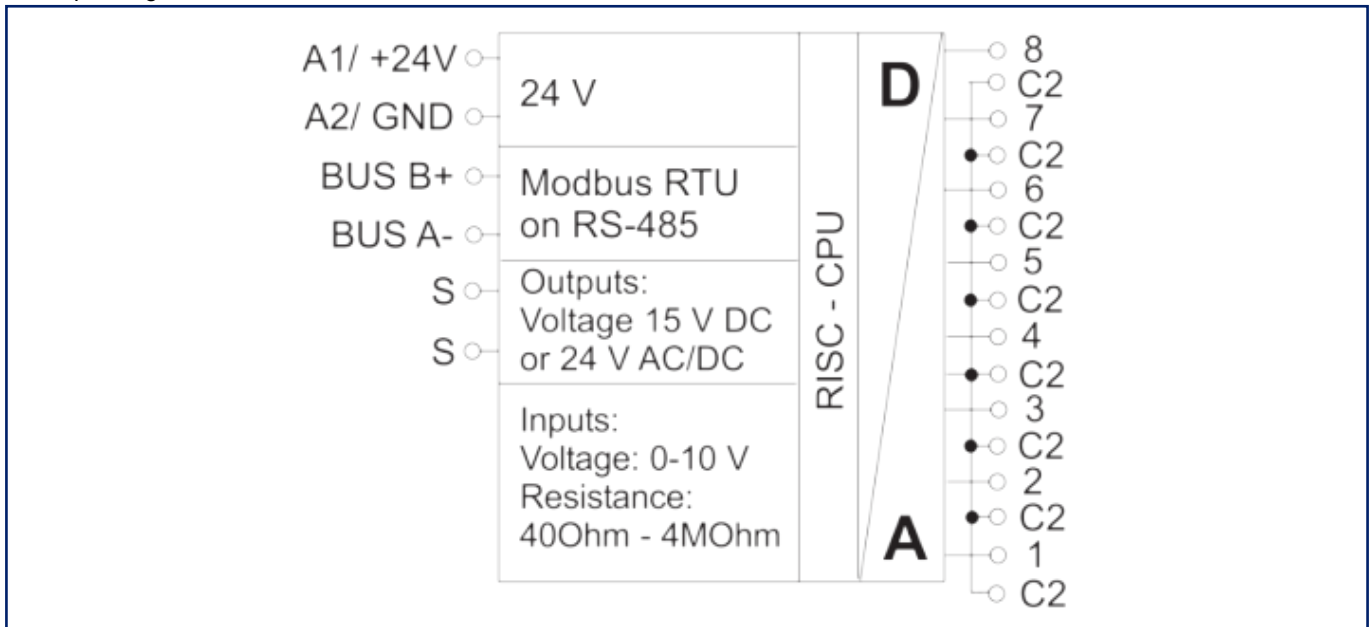 A1/ +24V
A2/ GND
BUS B+
BUS A-
S
S
24 V
Modbus RTU
on RS-485
Outputs:
Voltage 15 V DC
or 24 V AC/DC
Inputs:
Voltage: 0-10 V
Resistance:
40Ohm - 4MOhm
RISC - CPU
D
A
8
C2
7
C2
6
C2
5
C2
4
C2
3
C2
2
C2
1
C2